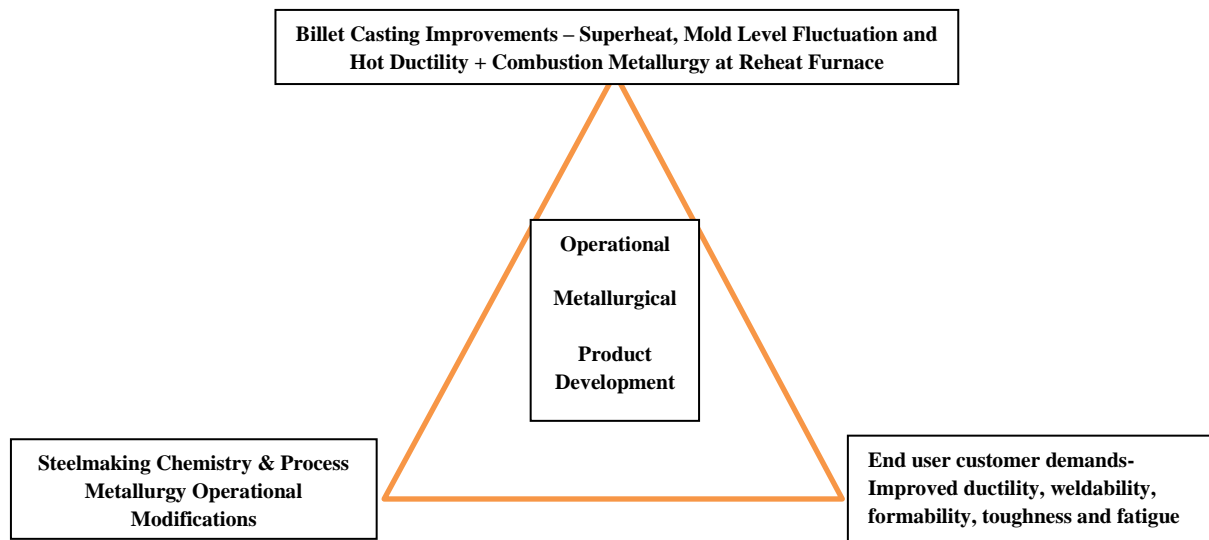 Billet Casting Improvements – Superheat, Mold Level Fluctuation and
Hot Ductility + Combustion Metallurgy at Reheat Furnace
Operational
Metallurgical
Product
Development
Steelmaking Chemistry & Process
Metallurgy Operational
Modifications
End user customer demands-
Improved ductility, weldability,
formability, toughness and fatigue